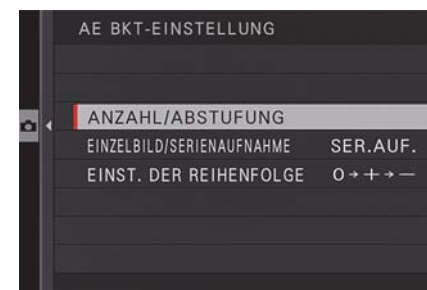 AE BKT-EINSTELLUNG
ANZAHL/ABSTUFUNG
EINZELBILD/SERIENAUFNAHME SER.AUF.
EINST. DER REIHENFOLGE 0→+→−